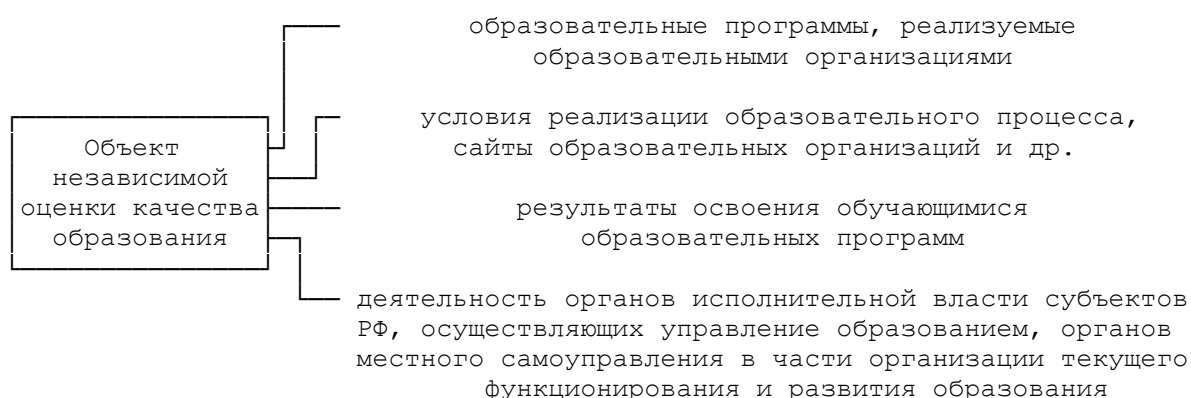 образовательные программы, реализуемые
образовательными организациями
условия реализации образовательного процесса,
сайты образовательных организаций и др.
Объект
независимой
оценки качества
образования
результаты освоения обучающимися
образовательных программ
деятельность органов исполнительной власти субъектов
РФ, осуществляющих управление образованием, органов
местного самоуправления в части организации текущего
функционирования и развития образования